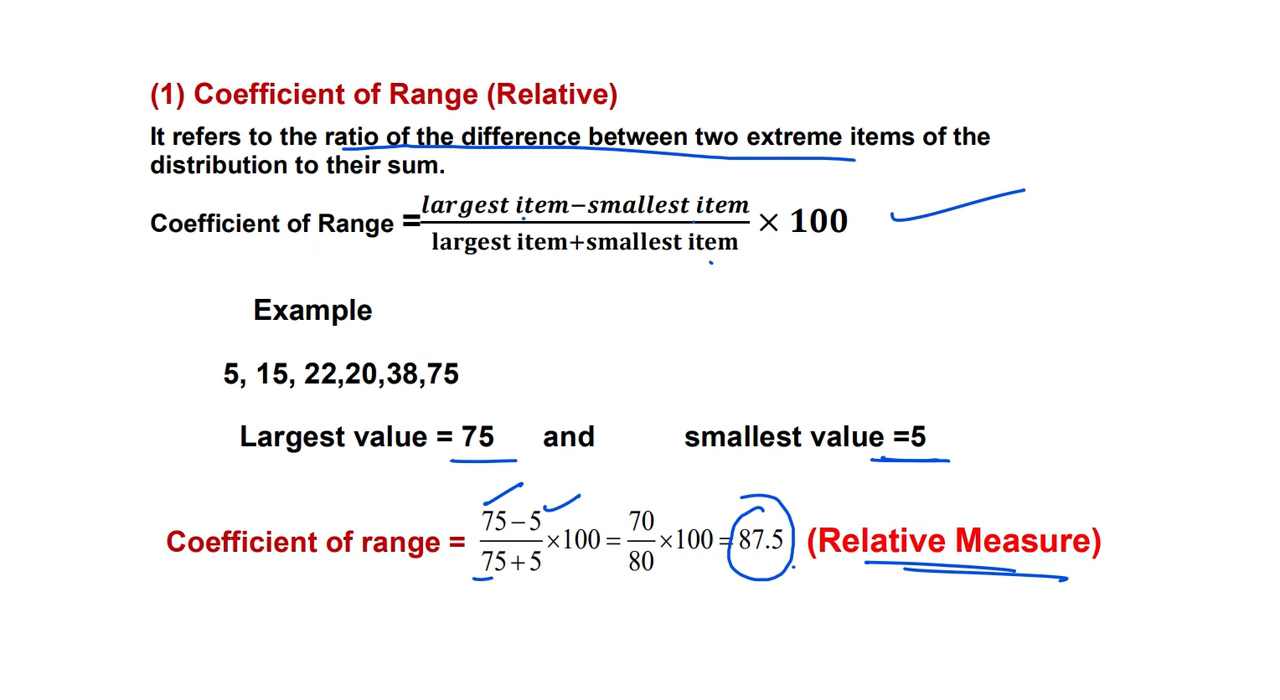 (1) Coefficient of Range (Relative)
It refers to the ratio of the difference between two extreme items of the
distribution to their sum.
Coefficient of Range = (largest item−smallest item)/(largest item+smallest item) × 100
Example
5, 15, 22,20,38,75
Largest value = 75 and smallest value =5
Coefficient of range = (75−5)/(75+5) ×100 = 70/80 ×100 = 87.5 (Relative Measure)